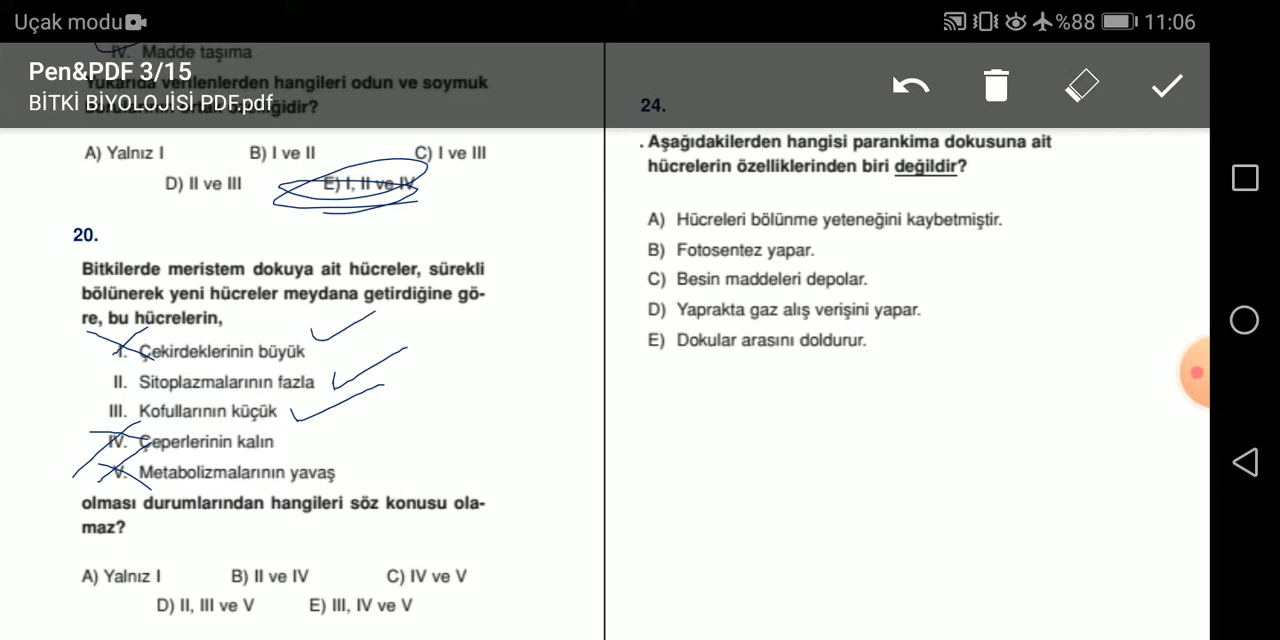 Uçak modu
%88 11:06
IV. Madde taşıma
Pen&PDF 3/15
Yukarıda verilenlerden hangileri odun ve soymuk
BİTKİ BİYOLOJİSİ PDF.pdf
A) Yalnız I B) I ve II C) I ve III
D) II ve III E) I, II ve IV
20.
Bitkilerde meristem dokuya ait hücreler, sürekli
bölünerek yeni hücreler meydana getirdiğine gö-
re, bu hücrelerin,
I. Çekirdeklerinin büyük
II. Sitoplazmalarının fazla
III. Kofullarının küçük
IV. Çeperlerinin kalın
V. Metabolizmalarının yavaş
olması durumlarından hangileri söz konusu ola-
maz?
A) Yalnız I B) II ve IV C) IV ve V
D) II, III ve V E) III, IV ve V
24.
. Aşağıdakilerden hangisi parankima dokusuna ait
hücrelerin özelliklerinden biri değildir?
A) Hücreleri bölünme yeteneğini kaybetmiştir.
B) Fotosentez yapar.
C) Besin maddeleri depolar.
D) Yaprakta gaz alış verişini yapar.
E) Dokular arasını doldurur.